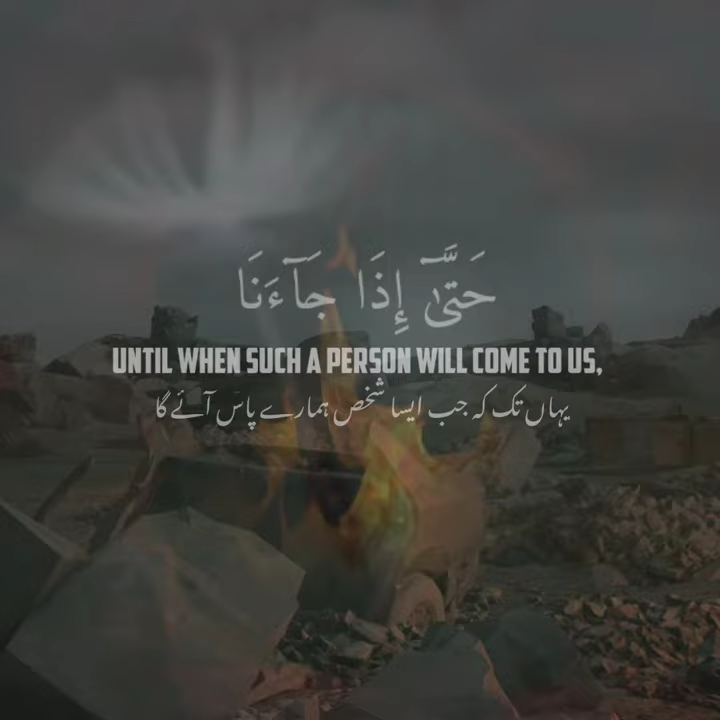 حَتَّىٰٓ إِذَا جَآءَنَا
UNTIL WHEN SUCH A PERSON WILL COME TO US,
یہاں تک کہ جب ایسا شخص ہمارے پاس آئے گا